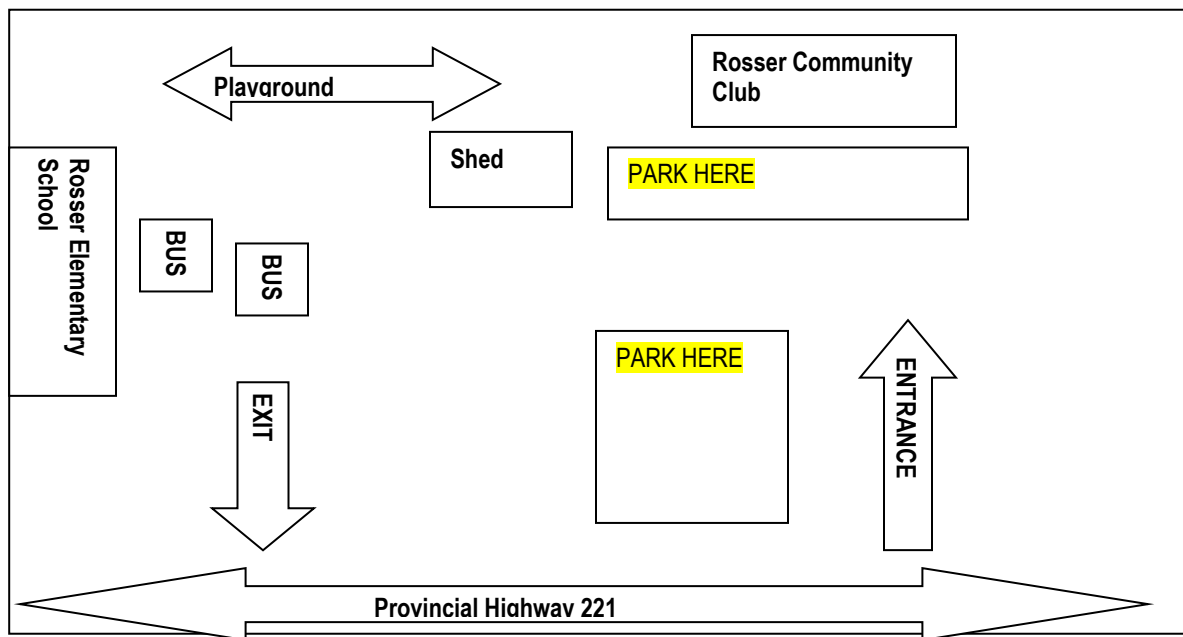 Playground
Rosser Community
Club
Shed
PARK HERE
Rosser Elementary
School
BUS
BUS
PARK HERE
EXIT
ENTRANCE
Provincial Highway 221